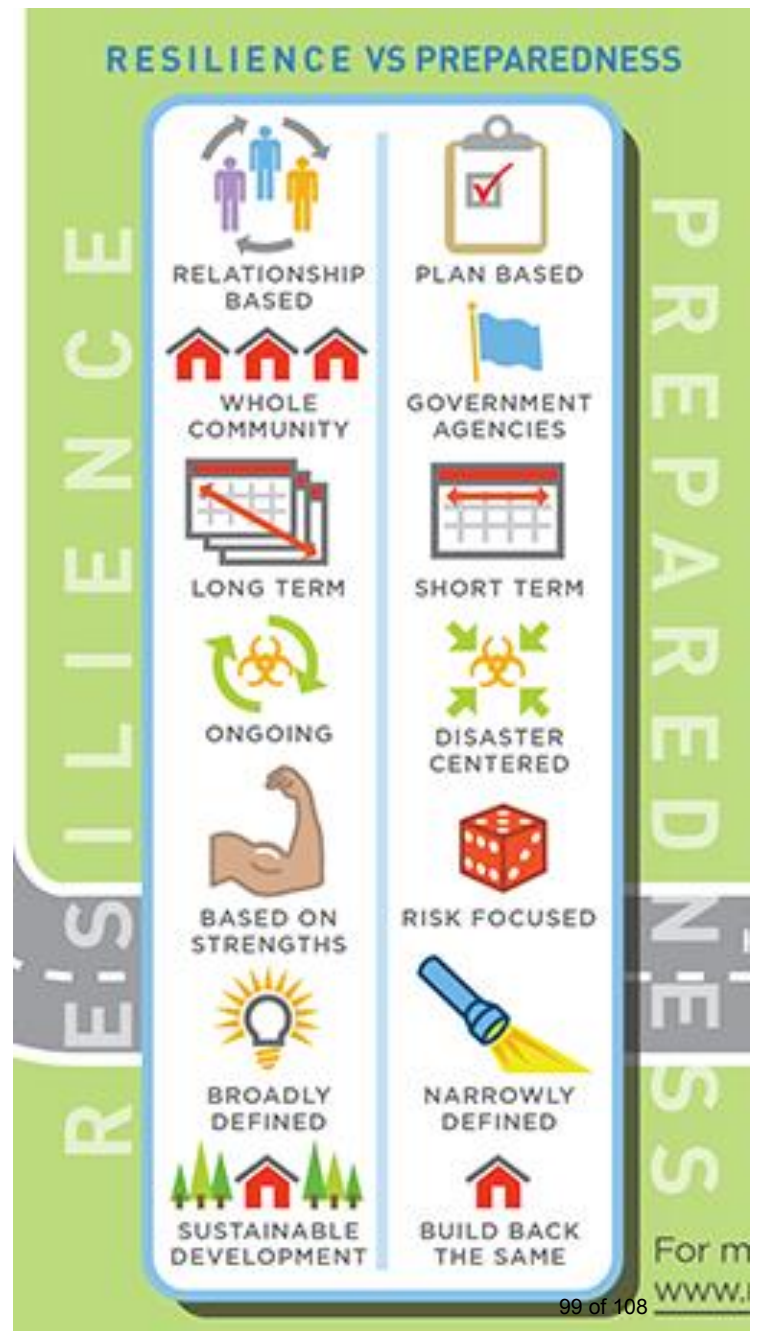 RESILIENCE VS PREPAREDNESS
RESILIENCE
PREPAREDNESS
RELATIONSHIP
BASED
PLAN BASED
WHOLE
COMMUNITY
GOVERNMENT
AGENCIES
LONG TERM
SHORT TERM
ONGOING
DISASTER
CENTERED
BASED ON
STRENGTHS
RISK FOCUSED
BROADLY
DEFINED
NARROWLY
DEFINED
SUSTAINABLE
DEVELOPMENT
BUILD BACK
THE SAME
For
www.
99 of 108